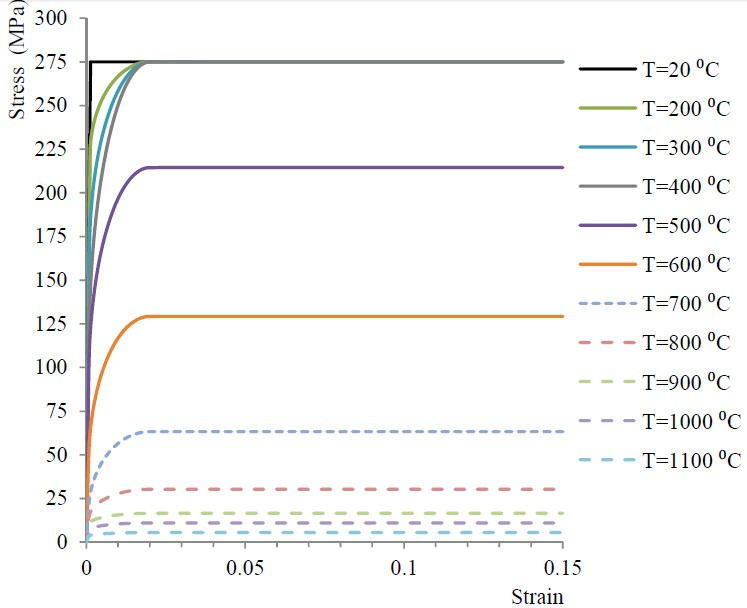 Stress (MPa)
300
275
250
225
200
175
150
125
100
75
50
25
0
0
0.05
0.1
0.15
Strain
T=20 ⁰C
T=200 ⁰C
T=300 ⁰C
T=400 ⁰C
T=500 ⁰C
T=600 ⁰C
T=700 ⁰C
T=800 ⁰C
T=900 ⁰C
T=1000 ⁰C
T=1100 ⁰C